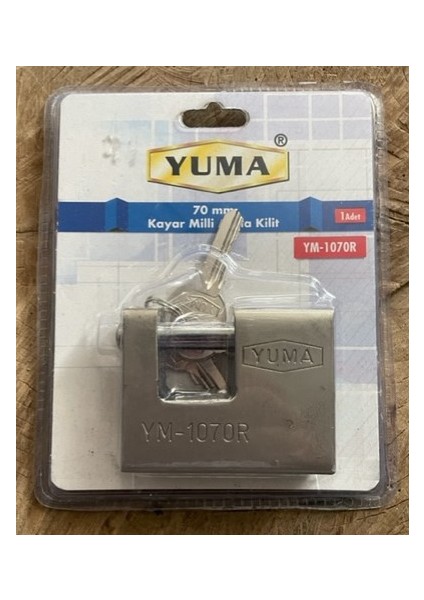 YUMA ®
70 mm
Kayar Milli Kilit
1 Adet
YM-1070R
YUMA
YM-1070R